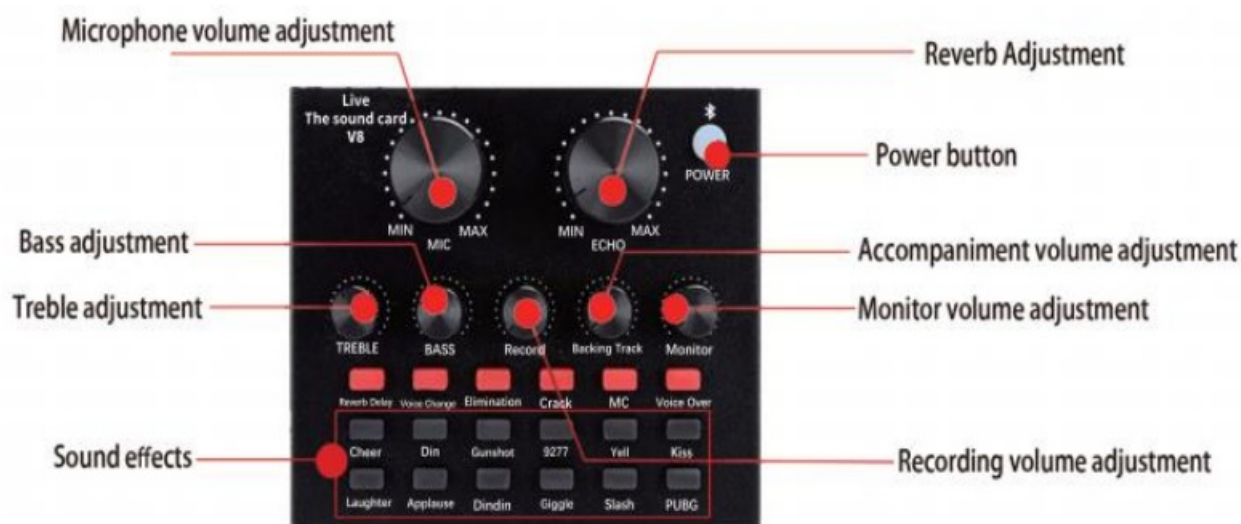 Microphone volume adjustment
Reverb Adjustment
Live
The sound card
V8
POWER
Power button
MIN MAX
MIC
MIN MAX
ECHO
Bass adjustment
Accompaniment volume adjustment
Treble adjustment
Monitor volume adjustment
TREBLE BASS Record Backing Track Monitor
Reverb Delay Voice Change Elimination Crack MC Voice Over
Cheer Din Gunshot 9277 Yell Kiss
Sound effects
Recording volume adjustment
Laughter Applause Dindin Giggle Slash PUBG